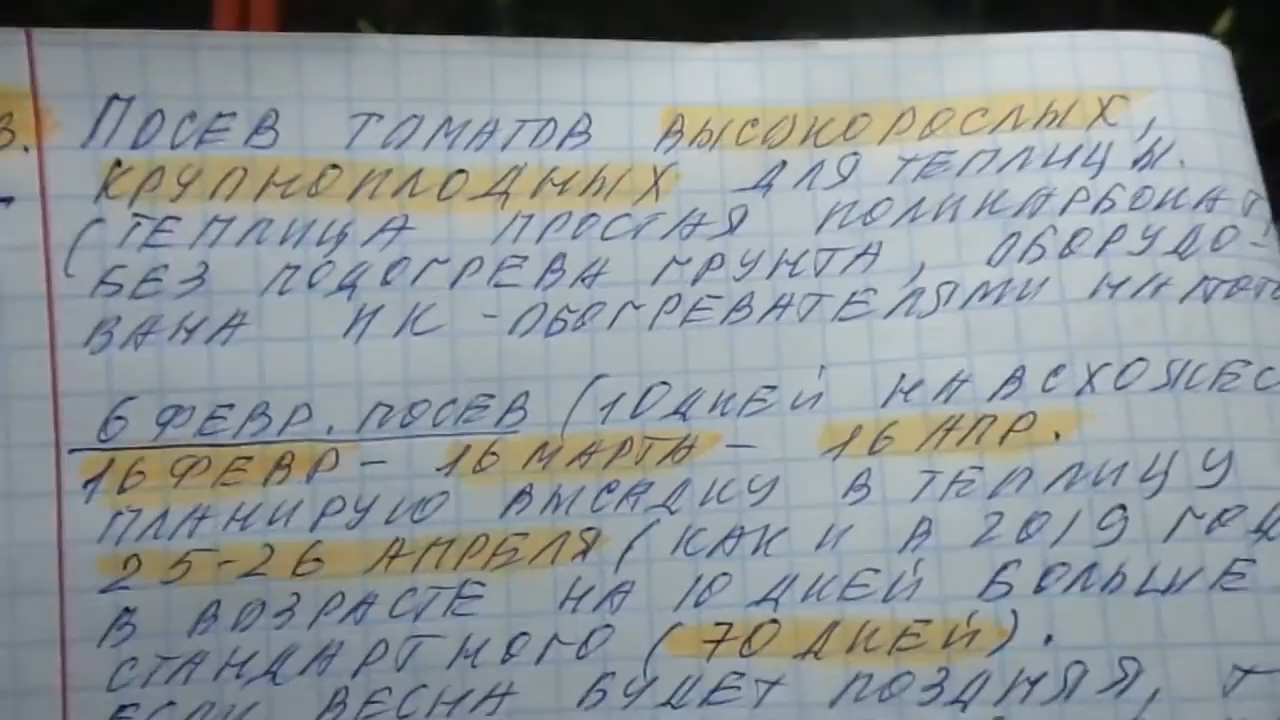 3. ПОСЕВ ТОМАТОВ ВЫСОКОРОСЛЫХ,
КРУПНОПЛОДНЫХ ДЛЯ ТЕПЛИЦЫ.
(ТЕПЛИЦА ПРОСТАЯ ПОЛИКАРБОНАТ
БЕЗ ПОДОГРЕВА ГРУНТА, ОБОРУДО-
ВАНА ИК-ОБОГРЕВАТЕЛЯМИ НА ПОТО
6 ФЕВР. ПОСЕВ (10 ДНЕЙ НА ВСХОЖЕС
16 ФЕВР - 16 МАРТА - 16 АПР.
ПЛАНИРУЮ ВЫСАДКУ В ТЕПЛИЦУ
25-26 АПРЕЛЯ (КАК И В 2019 ГОД
В ВОЗРАСТЕ НА 10 ДНЕЙ БОЛЬШЕ
СТАНДАРТНОГО (70 ДНЕЙ).
ЕСЛИ ВЕСНА БУДЕТ ПОЗДНЯЯ, Т